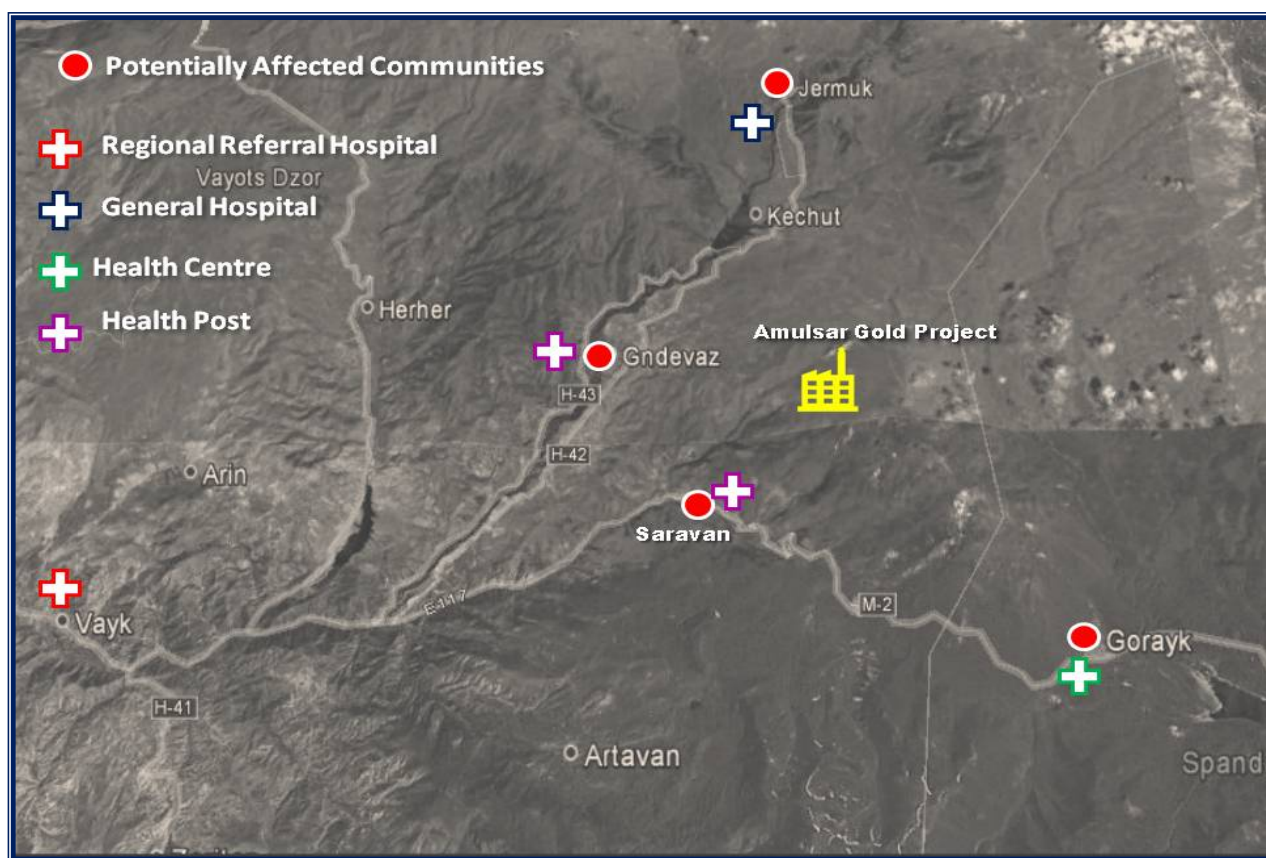 Potentially Affected Communities
Jermuk
Regional Referral Hospital
Vayots Dzor
General Hospital
Kechut
Health Centre
Herher
Health Post
Amulsar Gold Project
Gndevaz
H-43
H-42
Arin
Saravan
E 117
M-2
Vayk
Gorayk
H-41
Artavan
Spand